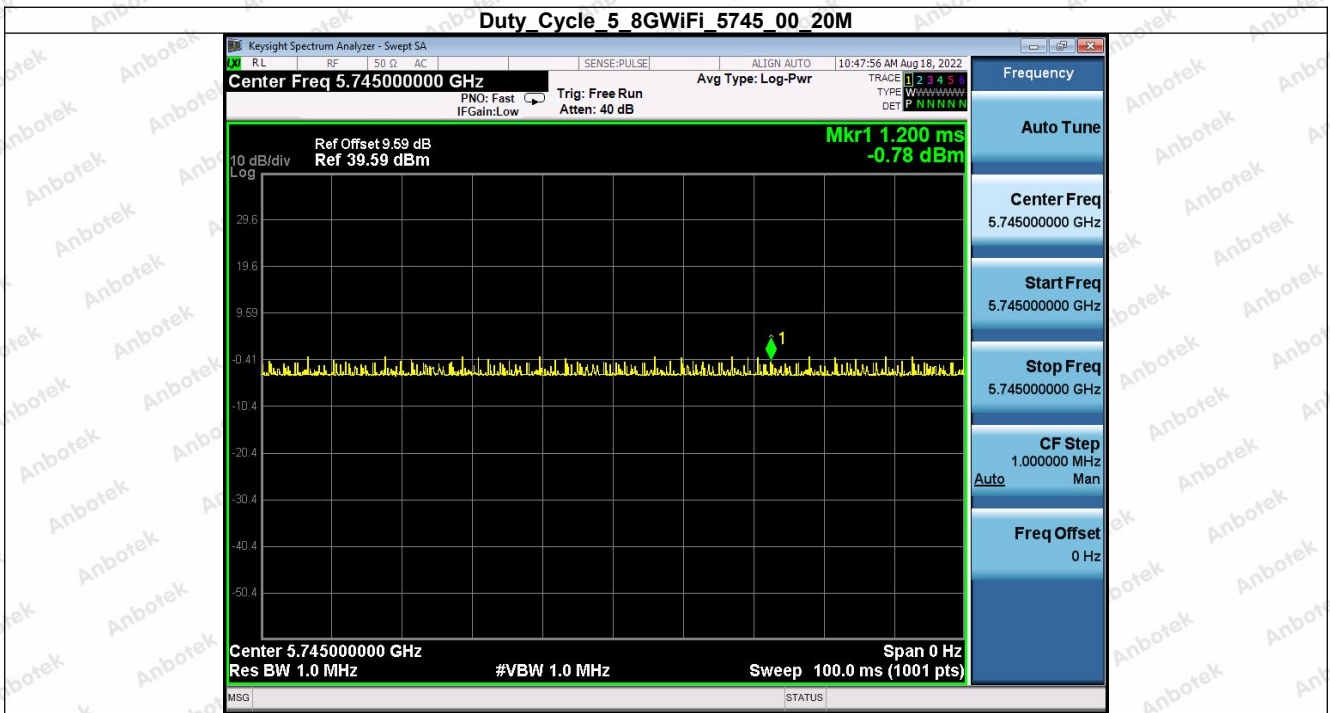 Duty_Cycle_5_8GWiFi_5745_00_20M
Keysight Spectrum Analyzer - Swept SA
LXI RL RF 50 Ω AC SENSE:PULSE ALIGN AUTO 10:47:56 AM Aug 18, 2022
Center Freq 5.745000000 GHz
PNO: Fast
IFGain:Low
Trig: Free Run
Atten: 40 dB
Avg Type: Log-Pwr
TRACE 1 2 3 4 5 6
TYPE WWWWWWW
DET P N N N N N
Mkr1 1.200 ms
-0.78 dBm
Ref Offset 9.59 dB
10 dB/div Ref 39.59 dBm
Log
29.6
19.6
9.59
-0.41
-10.4
-20.4
-30.4
-40.4
-50.4
1
Center 5.745000000 GHz Span 0 Hz
Res BW 1.0 MHz #VBW 1.0 MHz Sweep 100.0 ms (1001 pts)
MSG STATUS
Frequency
Auto Tune
Center Freq
5.745000000 GHz
Start Freq
5.745000000 GHz
Stop Freq
5.745000000 GHz
CF Step
1.000000 MHz
Auto Man
Freq Offset
0 Hz
Anbotek